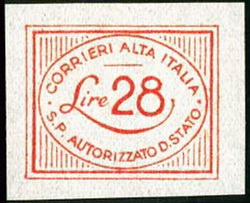 CORRIERI ALTA ITALIA
Lire 28
S.P. AUTORIZZATO D.STATO